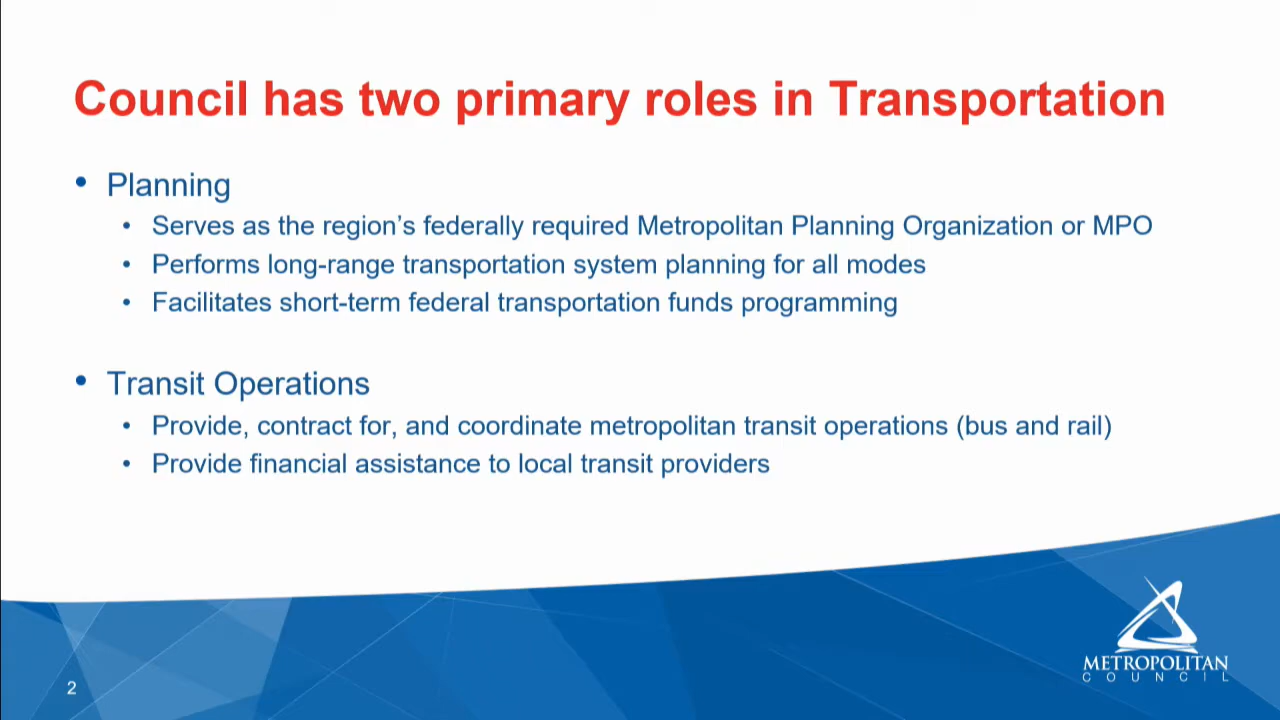 Council has two primary roles in Transportation
• Planning
• Serves as the region’s federally required Metropolitan Planning Organization or MPO
• Performs long-range transportation system planning for all modes
• Facilitates short-term federal transportation funds programming
• Transit Operations
• Provide, contract for, and coordinate metropolitan transit operations (bus and rail)
• Provide financial assistance to local transit providers
METROPOLITAN
COUNCIL
2